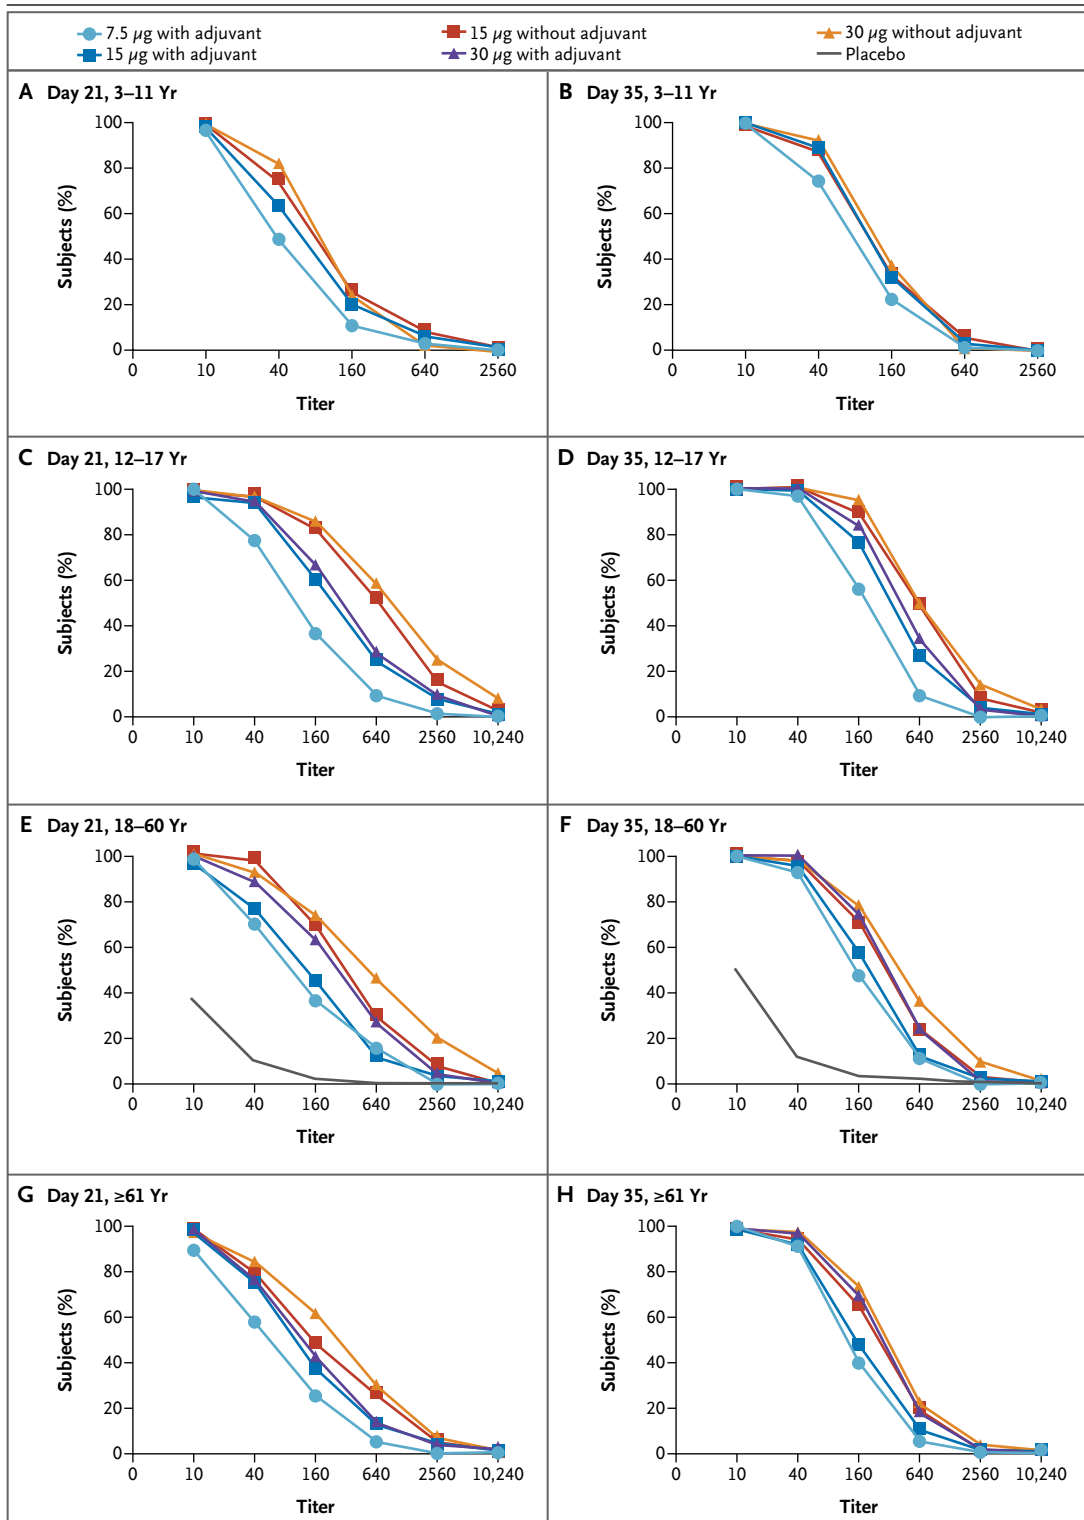 7.5 µg with adjuvant 15 µg without adjuvant 30 µg without adjuvant
15 µg with adjuvant 30 µg with adjuvant Placebo
A Day 21, 3–11 Yr
100
80
60
40
20
0
Subjects (%)
0 10 40 160 640 2560
Titer
B Day 35, 3–11 Yr
100
80
60
40
20
0
Subjects (%)
0 10 40 160 640 2560
Titer
C Day 21, 12–17 Yr
100
80
60
40
20
0
Subjects (%)
0 10 40 160 640 2560 10,240
Titer
D Day 35, 12–17 Yr
100
80
60
40
20
0
Subjects (%)
0 10 40 160 640 2560 10,240
Titer
E Day 21, 18–60 Yr
100
80
60
40
20
0
Subjects (%)
0 10 40 160 640 2560 10,240
Titer
F Day 35, 18–60 Yr
100
80
60
40
20
0
Subjects (%)
0 10 40 160 640 2560 10,240
Titer
G Day 21, ≥61 Yr
100
80
60
40
20
0
Subjects (%)
0 10 40 160 640 2560 10,240
Titer
H Day 35, ≥61 Yr
100
80
60
40
20
0
Subjects (%)
0 10 40 160 640 2560 10,240
Titer